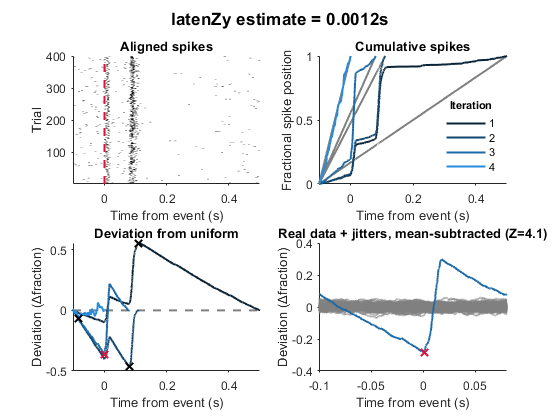 latenZy estimate = 0.0012s
Aligned spikes
400
300
200
100
Trial
0 0.2 0.4
Time from event (s)
Cumulative spikes
1
0.5
0
Fractional spike position
Iteration
1
2
3
4
0 0.2 0.4
Time from event (s)
Deviation from uniform
0.5
0
-0.5
Deviation (Δfraction)
0 0.2 0.4
Time from event (s)
Real data + jitters, mean-subtracted (Z=4.1)
0.4
0.2
0
-0.2
-0.4
Deviation (Δfraction)
-0.1 -0.05 0 0.05
Time from event (s)